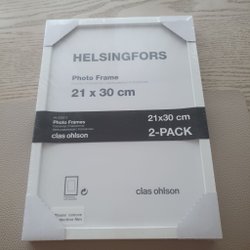 HELSINGFORS
Photo Frame
21 x 30 cm
Photo Frames
21x30 cm
2-PACK
clas ohlson
clas ohlson